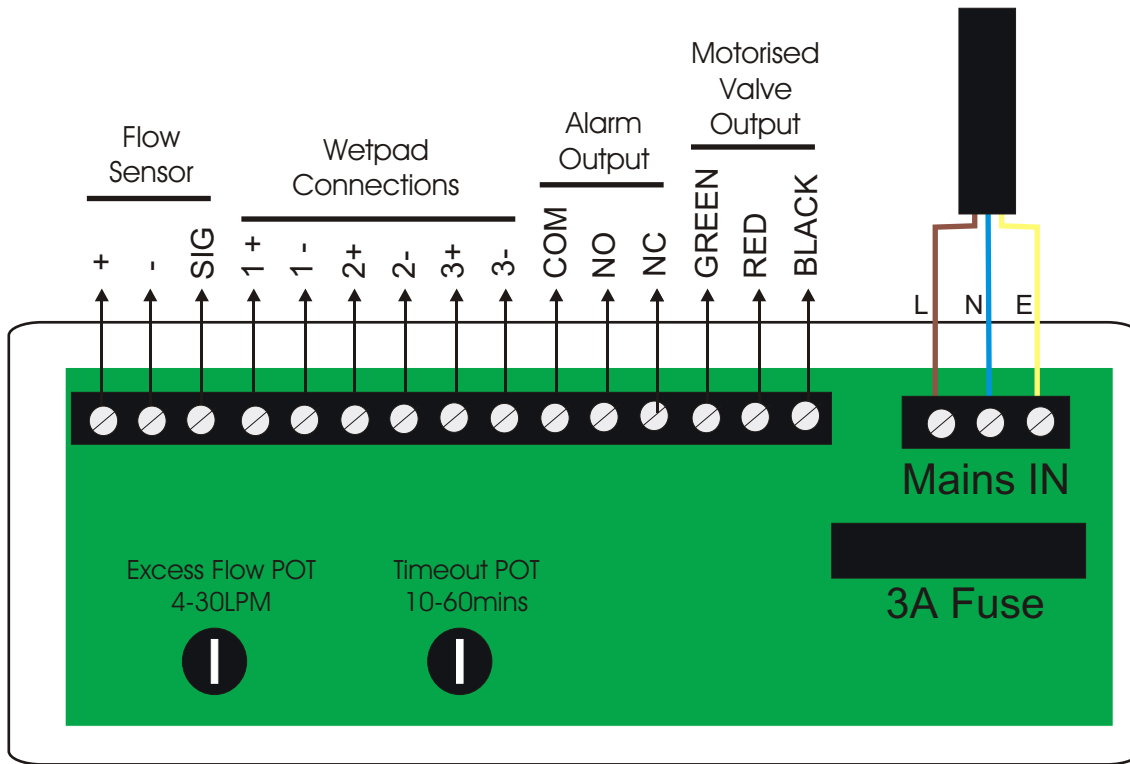 Motorised
Valve
Output
Alarm
Output
Flow
Sensor
Wetpad
Connections
+
-
SIG
1 +
1 -
2+
2-
3+
3-
COM
NO
NC
GREEN
RED
BLACK
L N E
Mains IN
Excess Flow POT
4-30LPM
Timeout POT
10-60mins
3A Fuse